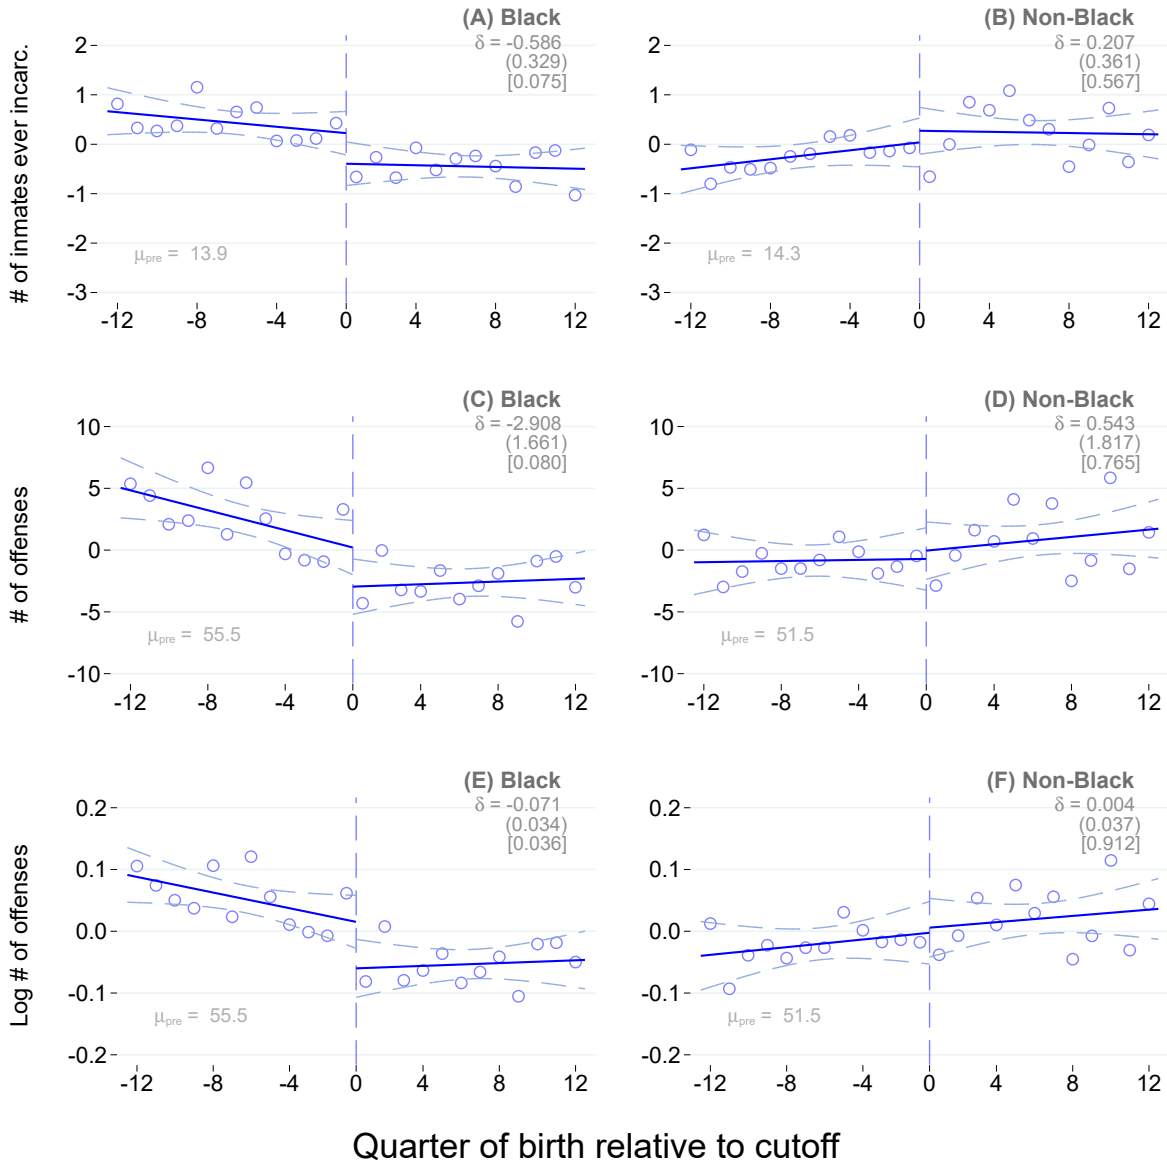 (A) Black
δ = -0.586
(0.329)
[0.075]
# of inmates ever incarc.
2
1
0
-1
-2
-3
μpre = 13.9
-12 -8 -4 0 4 8 12
(B) Non-Black
δ = 0.207
(0.361)
[0.567]
2
1
0
-1
-2
-3
μpre = 14.3
-12 -8 -4 0 4 8 12
(C) Black
δ = -2.908
(1.661)
[0.080]
# of offenses
10
5
0
-5
-10
μpre = 55.5
-12 -8 -4 0 4 8 12
(D) Non-Black
δ = 0.543
(1.817)
[0.765]
10
5
0
-5
-10
μpre = 51.5
-12 -8 -4 0 4 8 12
(E) Black
δ = -0.071
(0.034)
[0.036]
Log # of offenses
0.2
0.1
0.0
-0.1
-0.2
μpre = 55.5
-12 -8 -4 0 4 8 12
(F) Non-Black
δ = 0.004
(0.037)
[0.912]
0.2
0.1
0.0
-0.1
-0.2
μpre = 51.5
-12 -8 -4 0 4 8 12
Quarter of birth relative to cutoff